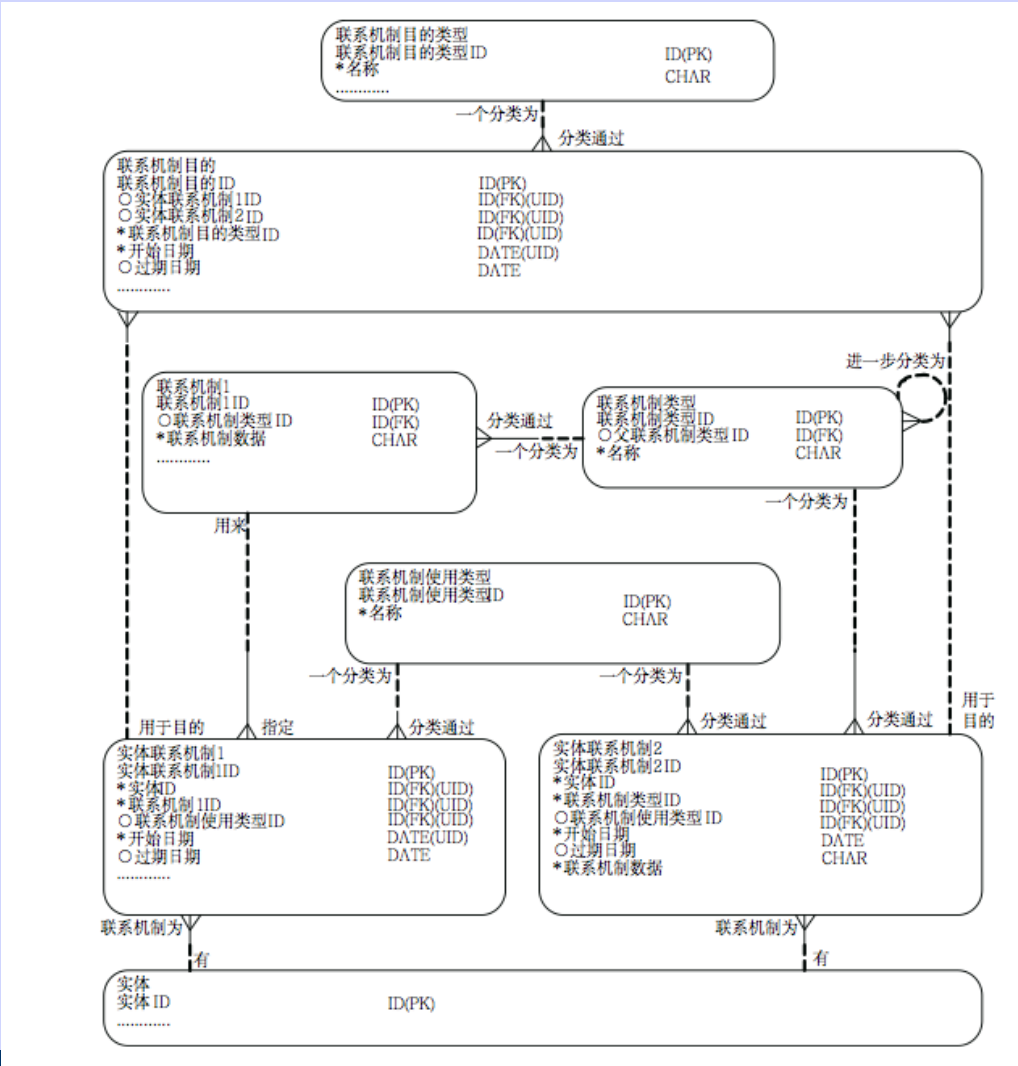 联系机制目的类型
联系机制目的类型ID ID(PK)
*名称 CHAR
............
一个分类为
分类通过
联系机制目的
联系机制目的ID ID(PK)
○实体联系机制1ID ID(FK)(UID)
○实体联系机制2ID ID(FK)(UID)
*联系机制目的类型ID ID(FK)(UID)
*开始日期 DATE(UID)
○过期日期 DATE
............
进一步分类为
联系机制1
联系机制1ID ID(PK)
○联系机制类型ID ID(FK)
*联系机制数据 CHAR
............
分类通过
一个分类为
联系机制类型
联系机制类型ID ID(PK)
○父联系机制类型ID ID(FK)
*名称 CHAR
一个分类为
用来
联系机制使用类型
联系机制使用类型ID ID(PK)
*名称 CHAR
一个分类为
一个分类为
用于目的
指定
分类通过
分类通过
分类通过
用于
目的
实体联系机制1
实体联系机制1ID ID(PK)
*实体ID ID(FK)(UID)
*联系机制1ID ID(FK)(UID)
○联系机制使用类型ID ID(FK)(UID)
*开始日期 DATE(UID)
○过期日期 DATE
............
实体联系机制2
实体联系机制2ID ID(PK)
*实体ID ID(FK)(UID)
*联系机制类型ID ID(FK)(UID)
○联系机制使用类型ID ID(FK)(UID)
*开始日期 DATE
○过期日期 CHAR
*联系机制数据
联系机制为
有
联系机制为
有
实体
实体ID ID(PK)
............